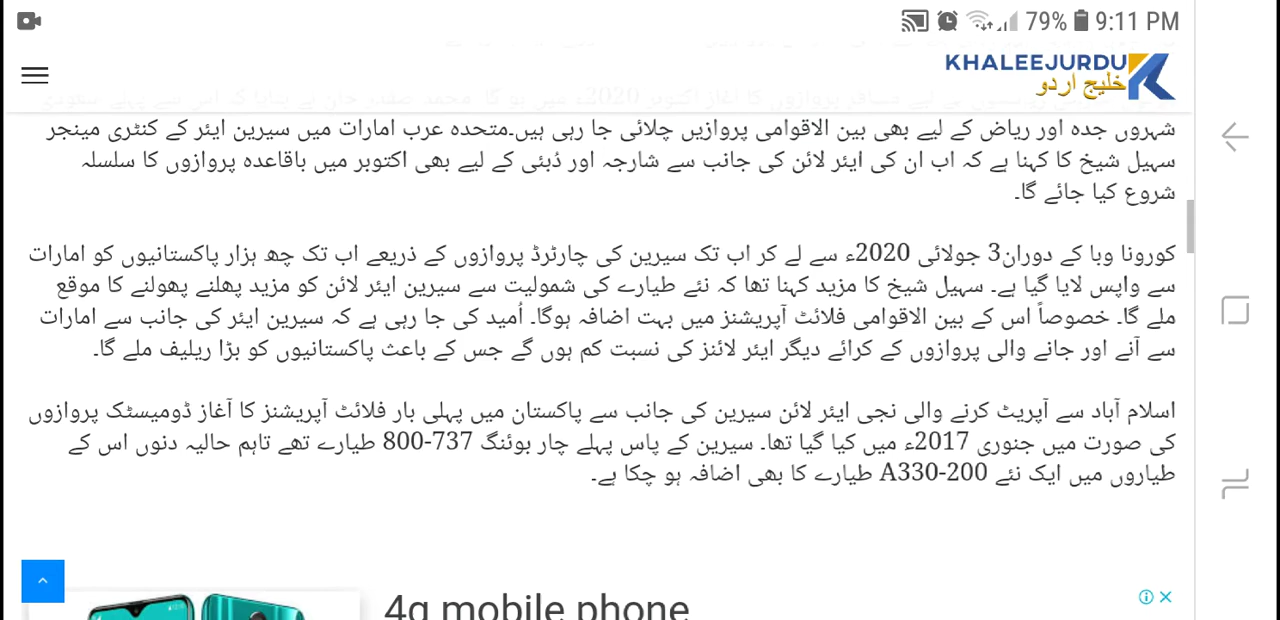 79% 9:11 PM
KHALEEJURDU
خلیج اردو
شہروں جدہ اور ریاض کے لیے بھی بین الاقوامی پروازیں چلائی جا رہی ہیں۔متحدہ عرب امارات میں سیرین ایئر کے کنٹری مینجر
سہیل شیخ کا کہنا ہے کہ اب ان کی ایئر لائن کی جانب سے شارجہ اور دُبئی کے لیے بھی اکتوبر میں باقاعدہ پروازوں کا سلسلہ
شروع کیا جائے گا۔
کورونا وبا کے دوران3 جولائی 2020ء سے لے کر اب تک سیرین کی چارٹرڈ پروازوں کے ذریعے اب تک چھ ہزار پاکستانیوں کو امارات
سے واپس لایا گیا ہے۔ سہیل شیخ کا مزید کہنا تھا کہ نئے طیارے کی شمولیت سے سیرین ایئر لائن کو مزید پھلنے پھولنے کا موقع
ملے گا۔ خصوصاً اس کے بین الاقوامی فلائٹ آپریشنز میں بہت اضافہ ہوگا۔ اُمید کی جا رہی ہے کہ سیرین ایئر کی جانب سے امارات
سے آنے اور جانے والی پروازوں کے کرائے دیگر ایئر لائنز کی نسبت کم ہوں گے جس کے باعث پاکستانیوں کو بڑا ریلیف ملے گا۔
اسلام آباد سے آپریٹ کرنے والی نجی ایئر لائن سیرین کی جانب سے پاکستان میں پہلی بار فلائٹ آپریشنز کا آغاز ڈومیسٹک پروازوں
کی صورت میں جنوری 2017ء میں کیا گیا تھا۔ سیرین کے پاس پہلے چار بوئنگ 737-800 طیارے تھے تاہم حالیہ دنوں اس کے
طیاروں میں ایک نئے A330-200 طیارے کا بھی اضافہ ہو چکا ہے۔
4g mobile phone